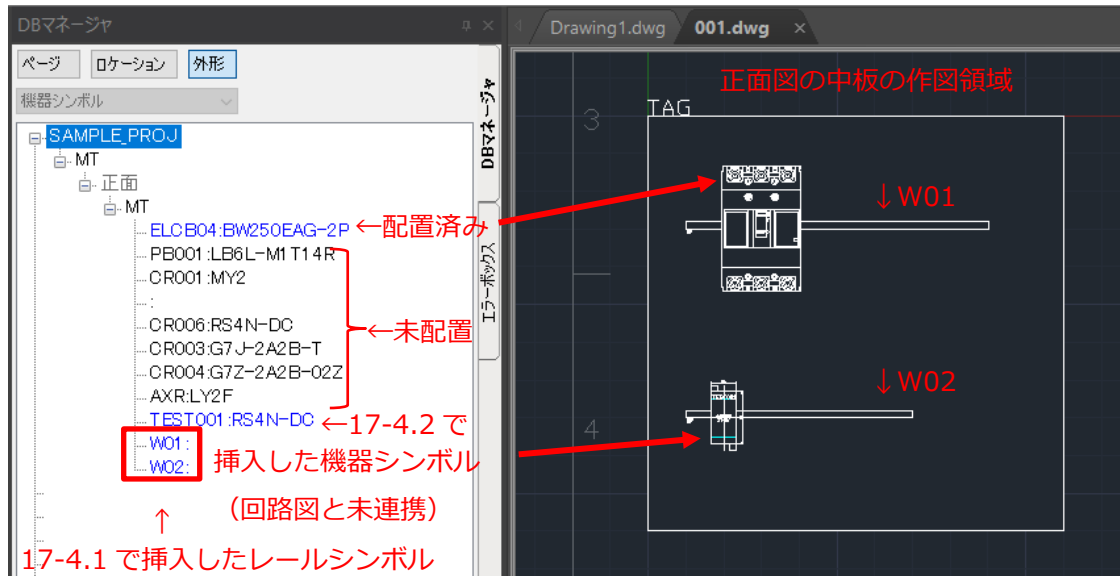 DBマネージャ
ページ ロケーション 外形
機器シンボル
SAMPLE_PROJ
MT
正面
MT
ELCB04:BW250EAG-2P ←配置済み
PB001:LB6L-M1T14R
CR001:MY2
:
CR006:RS4N-DC
←未配置
CR003:G7J-2A2B-T
CR004:G7Z-2A2B-02Z
AXR:LY2F
TEST001:RS4N-DC ←17-4.2で
W01:
挿入した機器シンボル
W02:
(回路図と未連携)
↑
17-4.1で挿入したレールシンボル
DBマネージャ
エラーボックス
Drawing1.dwg 001.dwg ×
正面図の中板の作図領域
3
TAG
↓W01
↓W02
4